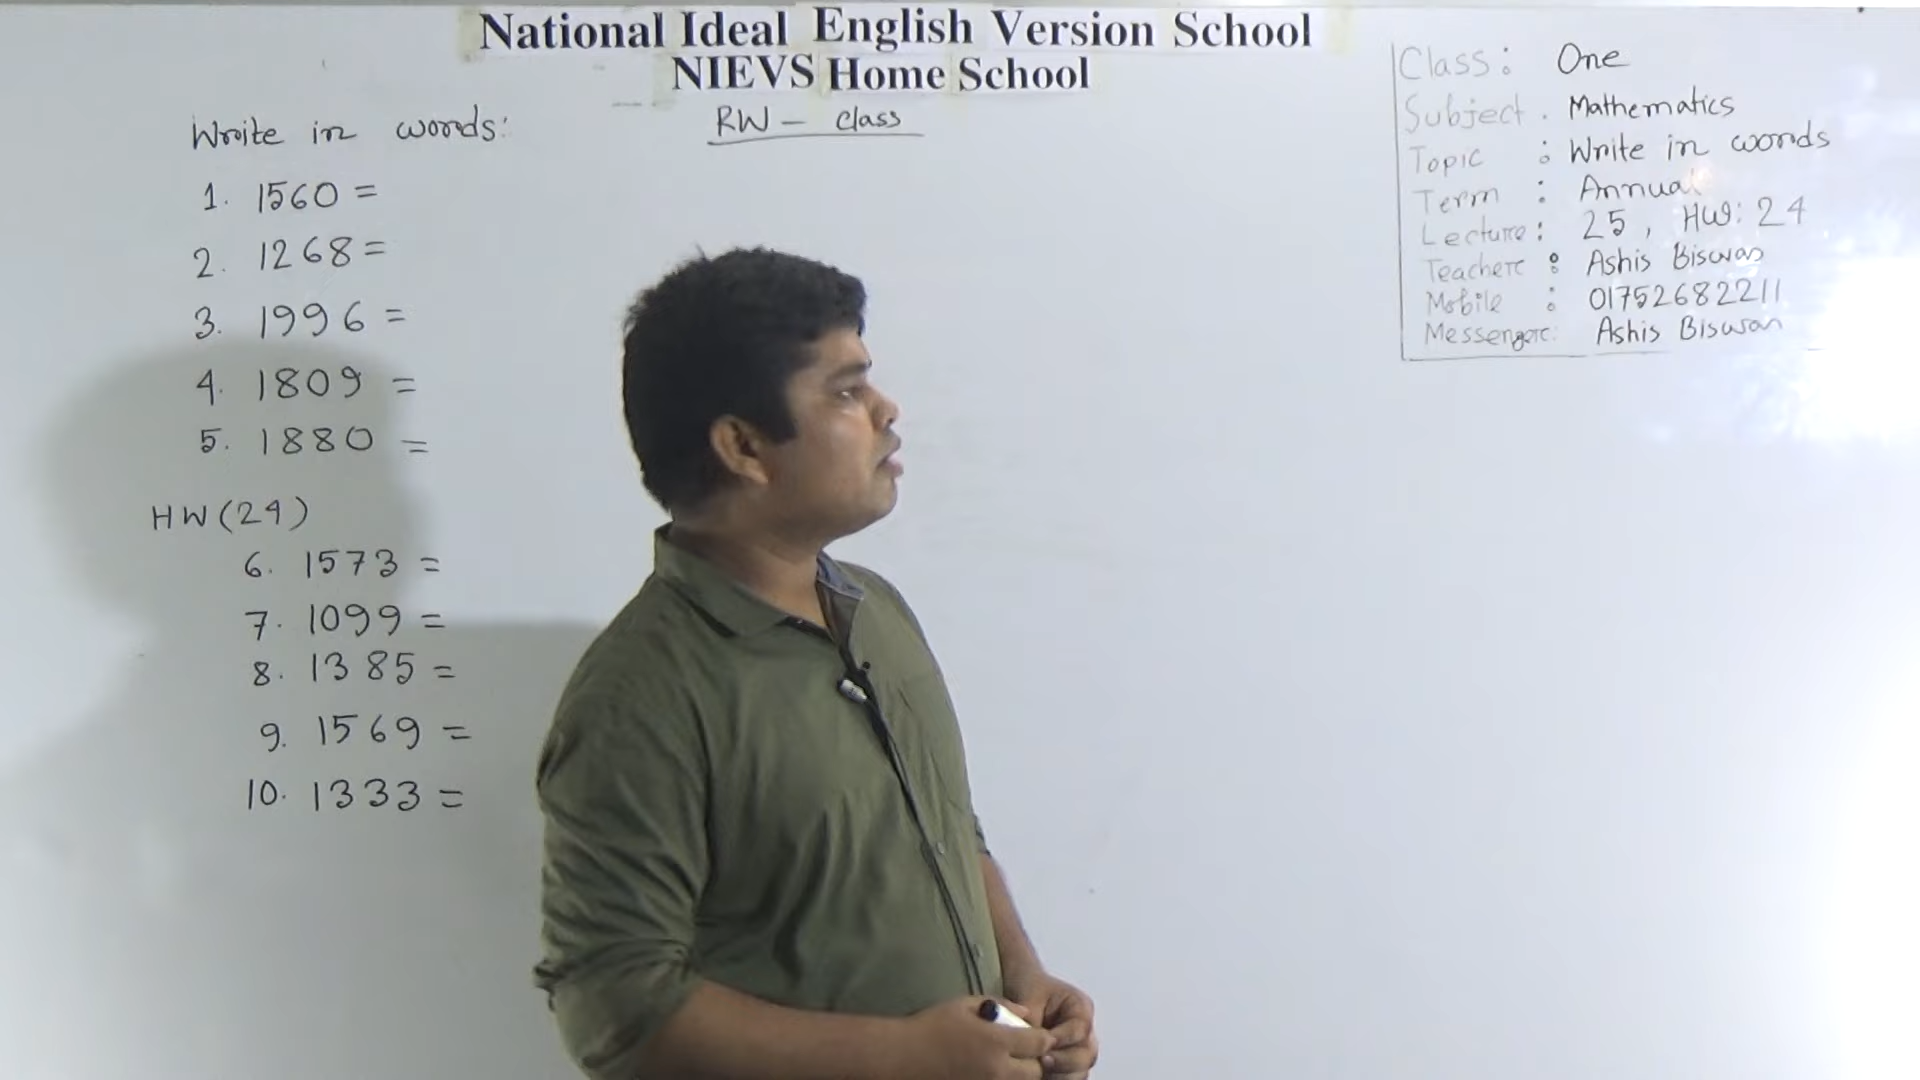 National Ideal English Version School
NIEVS Home School
RW - class
Write in words:
1. 1560 =
2. 1268 =
3. 1996 =
4. 1809 =
5. 1880 =
HW (24)
6. 1573 =
7. 1099 =
8. 1385 =
9. 1569 =
10. 1333 =
Class : One
Subject . Mathematics
Topic : Write in words
Term : Annual
Lecture : 25, HW: 24
Teacher : Ashis Biswas
Mobile : 01752682211
Messenger: Ashis Biswas